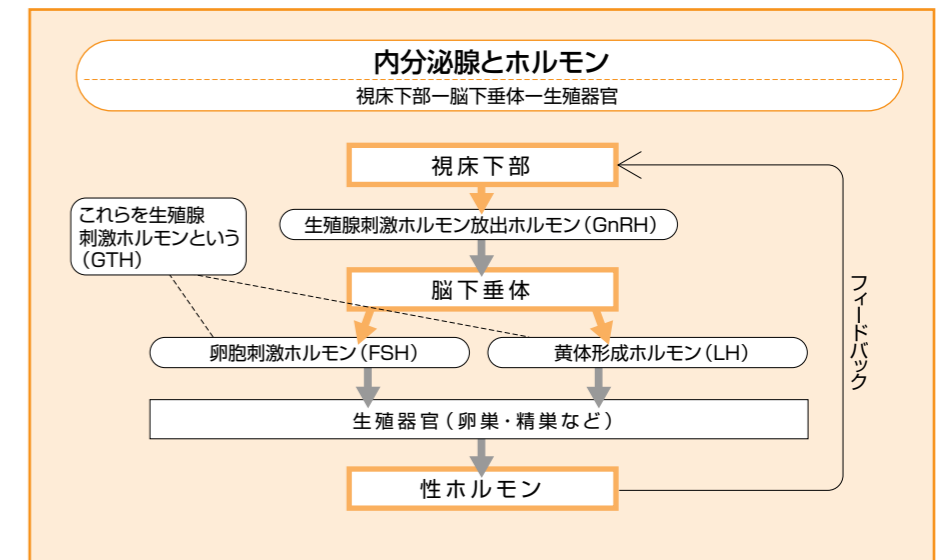 内分泌腺とホルモン
視床下部ー脳下垂体ー生殖器官
視床下部
生殖腺刺激ホルモン放出ホルモン(GnRH)
これらを生殖腺
刺激ホルモンという
(GTH)
脳下垂体
卵胞刺激ホルモン(FSH)
黄体形成ホルモン(LH)
フィードバック
生殖器官(卵巣・精巣など)
性ホルモン